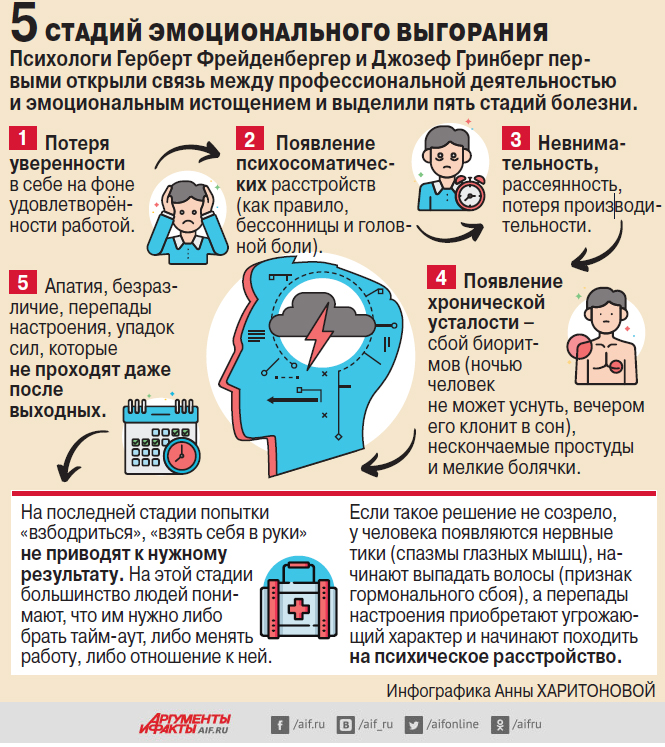 5 СТАДИЙ ЭМОЦИОНАЛЬНОГО ВЫГОРАНИЯ
Психологи Герберт Фрейденбергер и Джозеф Гринберг пер-
выми открыли связь между профессиональной деятельностью
и эмоциональным истощением и выделили пять стадий болезни.
1 Потеря
уверенности
в себе на фоне
удовлетворён-
ности работой.
2 Появление
психосоматичес-
ких расстройств
(как правило,
бессонницы и голов-
ной боли).
3 Невнима-
тельность,
рассеянность,
потеря производи-
тельности.
4 Появление
хронической
усталости –
сбой биорит-
мов (ночью
человек
не может уснуть, вечером
его клонит в сон),
нескончаемые простуды
и мелкие болячки.
5 Апатия, безраз-
личие, перепады
настроения, упадок
сил, которые
не проходят даже
после
выходных.
На последней стадии попытки
«взбодриться», «взять себя в руки»
не приводят к нужному
результату. На этой стадии
большинство людей пони-
мают, что им нужно либо
брать тайм-аут, либо менять
работу, либо отношение к ней.
Если такое решение не созрело,
у человека появляются нервные
тики (спазмы глазных мышц), на-
чинают выпадать волосы (признак
гормонального сбоя), а перепады
настроения приобретают угрожаю-
щий характер и начинают походить
на психическое расстройство.
Инфографика Анны ХАРИТОНОВОЙ
АРГУМЕНТЫ
И ФАКТЫ AIF.RU
/aif.ru /aif_ru /aifonline /aifru